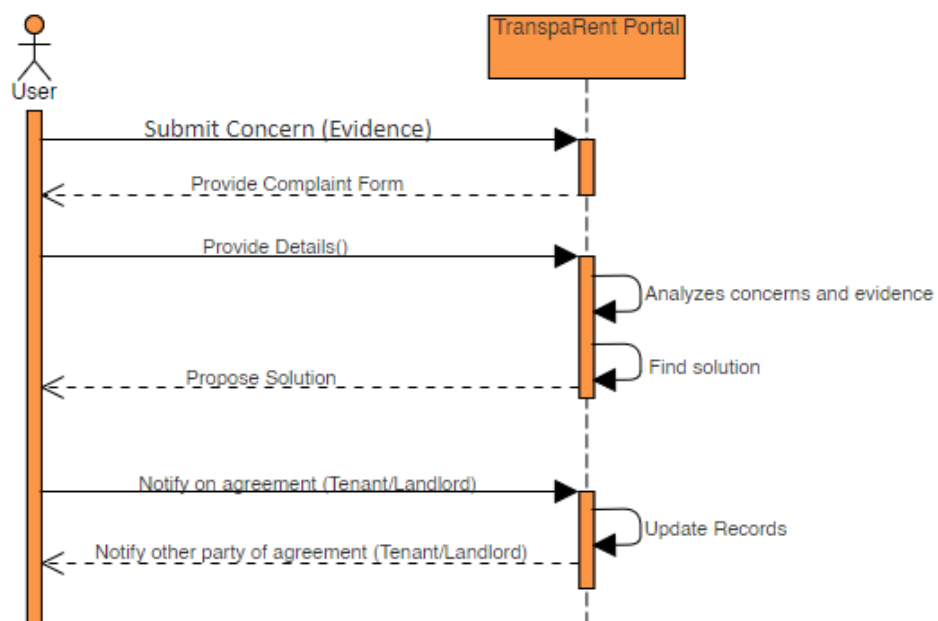 TranspaRent Portal
User
Submit Concern (Evidence)
Provide Complaint Form
Provide Details()
Analyzes concerns and evidence
Find solution
Propose Solution
Notify on agreement (Tenant/Landlord)
Update Records
Notify other party of agreement (Tenant/Landlord)